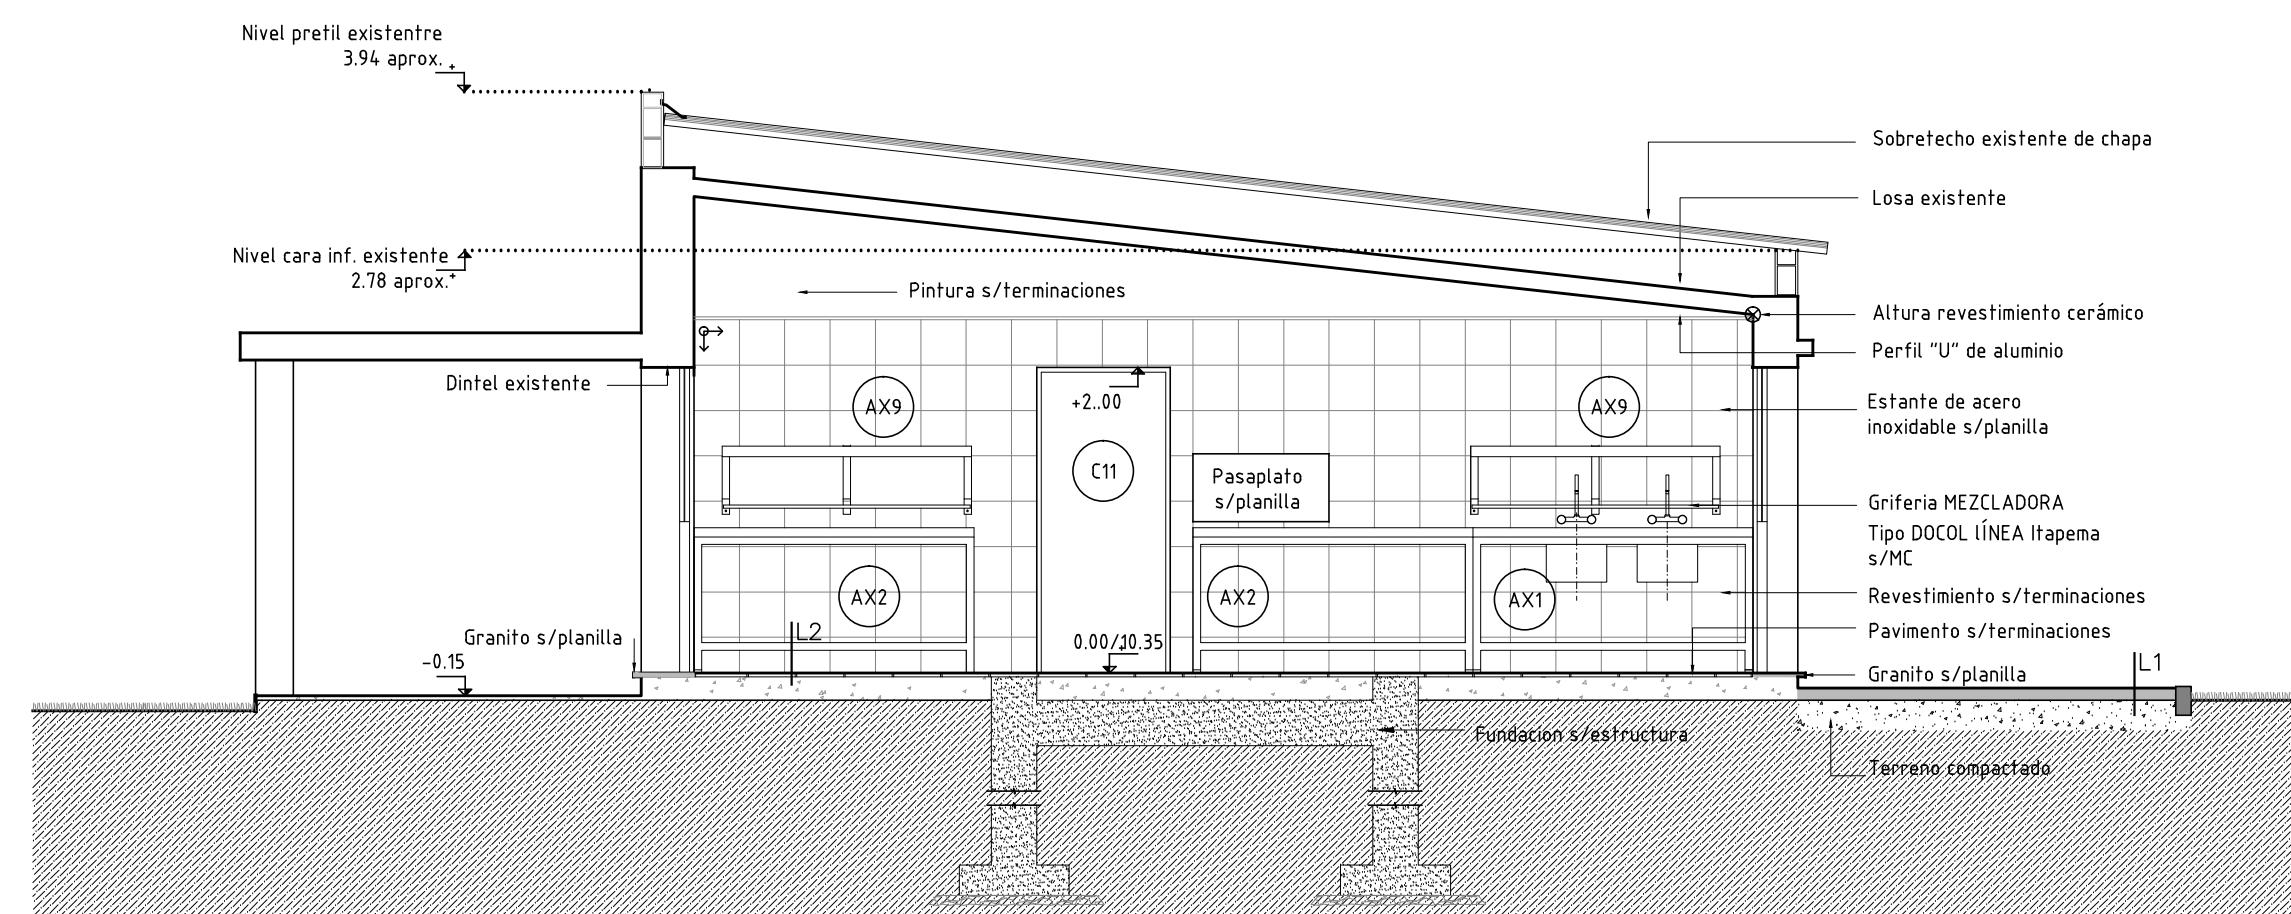 Nivel pretil existentre
3.94 aprox.
Sobretecho existente de chapa
Losa existente
Nivel cara inf. existente
2.78 aprox.
Pintura s/terminaciones
Altura revestimiento cerámico
Perfil "U" de aluminio
Dintel existente
+2..00
AX9
AX9
Estante de acero
inoxidable s/planilla
C11
Pasaplato
s/planilla
Griferia MEZCLADORA
Tipo DOCOL lÍNEA Itapema
s/MC
AX2
AX2
AX1
Revestimiento s/terminaciones
Pavimento s/terminaciones
Granito s/planilla
L2
0.00/10.35
-0.15
Granito s/planilla
L1
Fundacion s/estructura
Terreno compactado